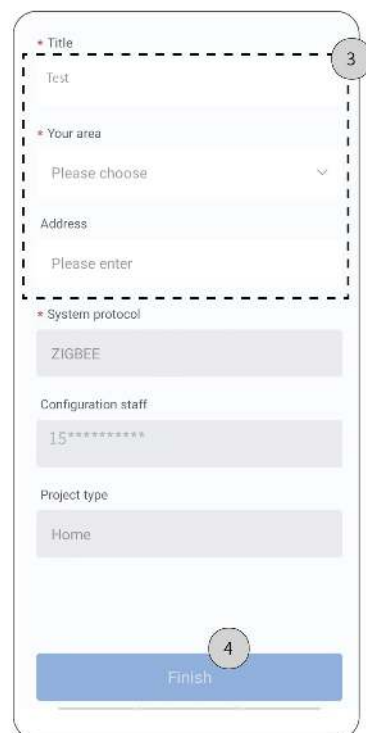 * Title
3
Test
* Your area
Please choose
Address
Please enter
* System protocol
ZIGBEE
Configuration staff
15**********
Project type
Home
4
Finish